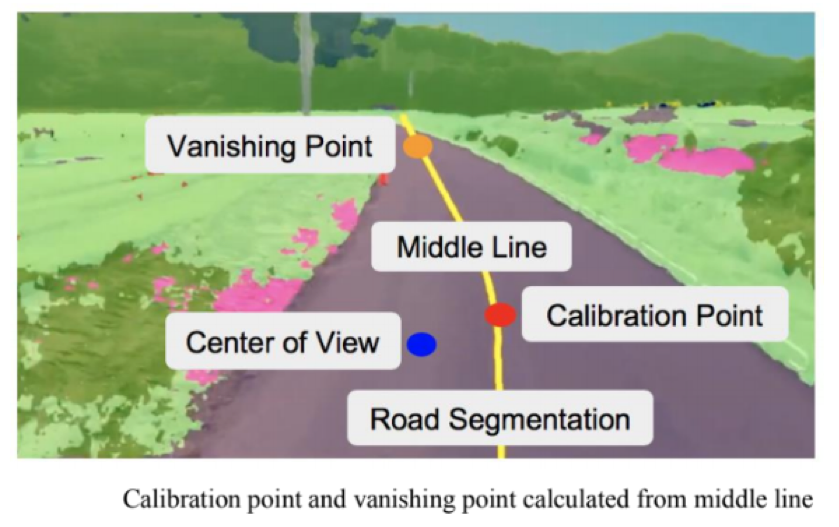 Vanishing Point
Middle Line
Calibration Point
Center of View
Road Segmentation
Calibration point and vanishing point calculated from middle line